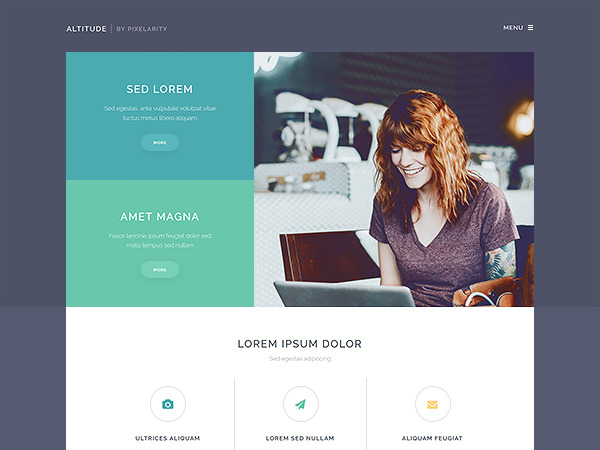 ALTITUDE | BY PIXELARITY
MENU
SED LOREM
Sed egestas, ante vulputate volutpat vitae
luctus metus libero aliquam
MORE
AMET MAGNA
Fusce lancinia ipsum feugiat dolor sed
mattis tempus sed nullam
MORE
LOREM IPSUM DOLOR
Sed egestas adipiscing
ULTRICES ALIQUAM
LOREM SED NULLAM
ALIQUAM FEUGIAT